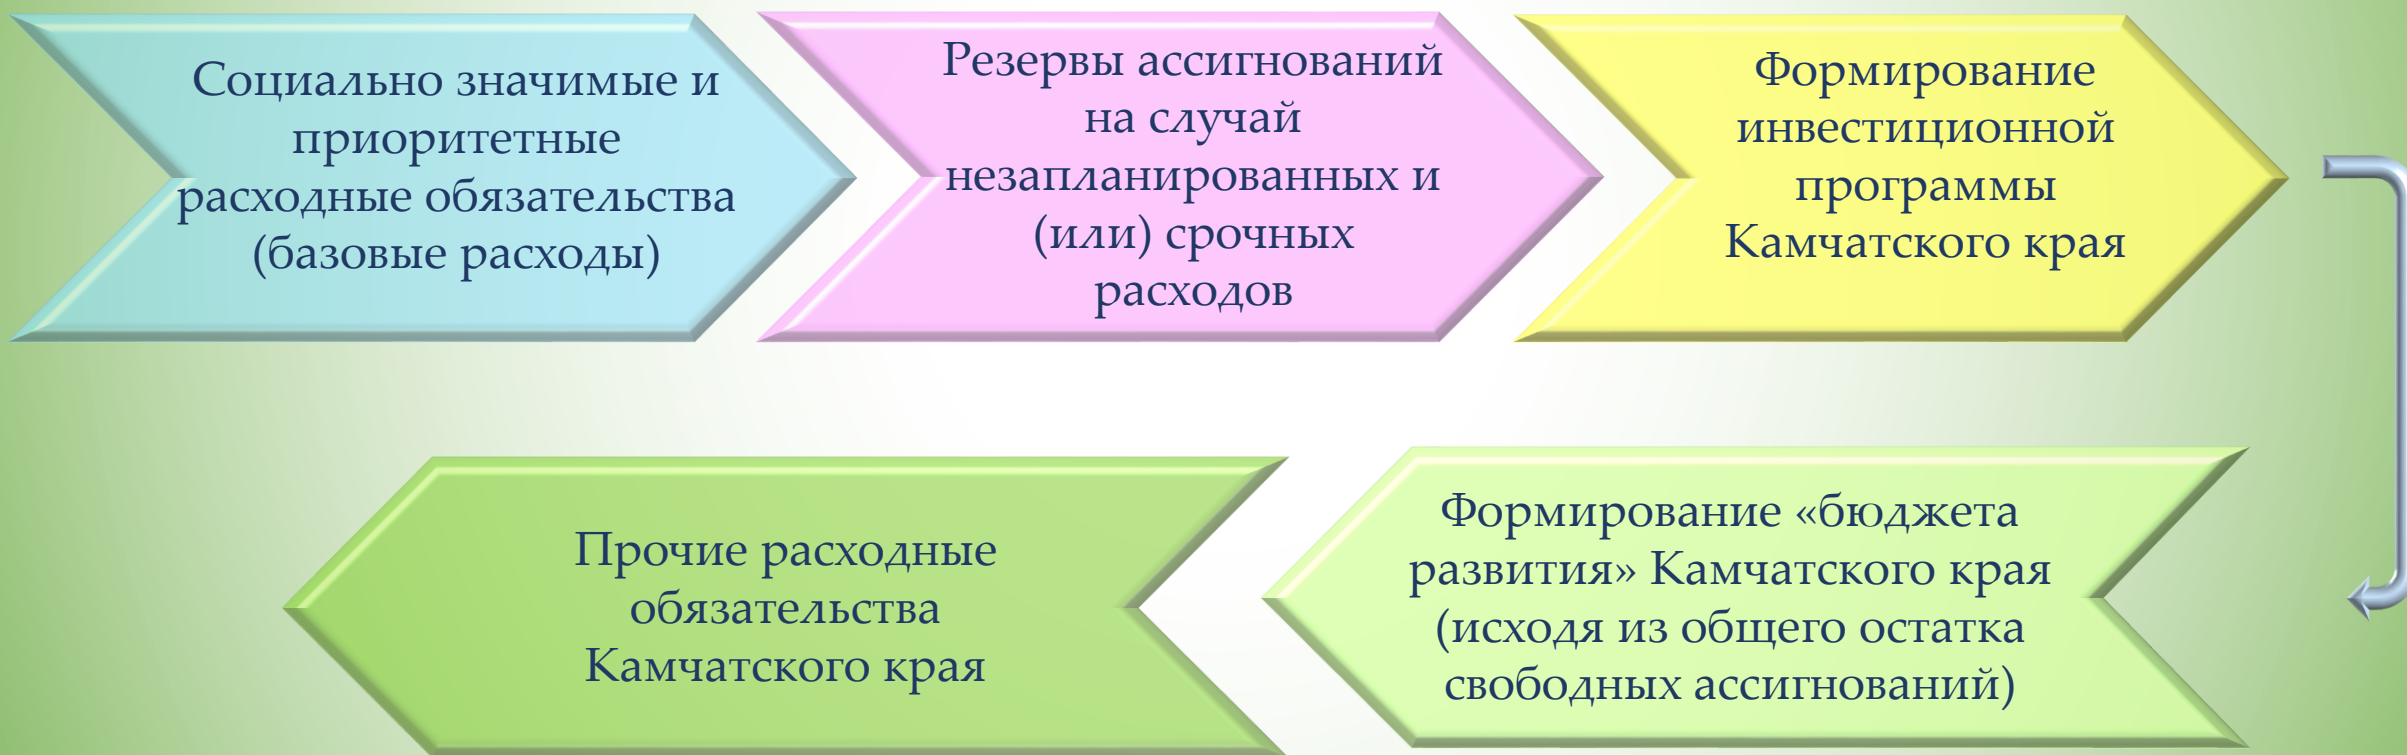 Социально значимые и
приоритетные
расходные обязательства
(базовые расходы)
Резервы ассигнований
на случай
незапланированных и
(или) срочных
расходов
Формирование
инвестиционной
программы
Камчатского края
Формирование «бюджета
развития» Камчатского края
(исходя из общего остатка
свободных ассигнований)
Прочие расходные
обязательства
Камчатского края